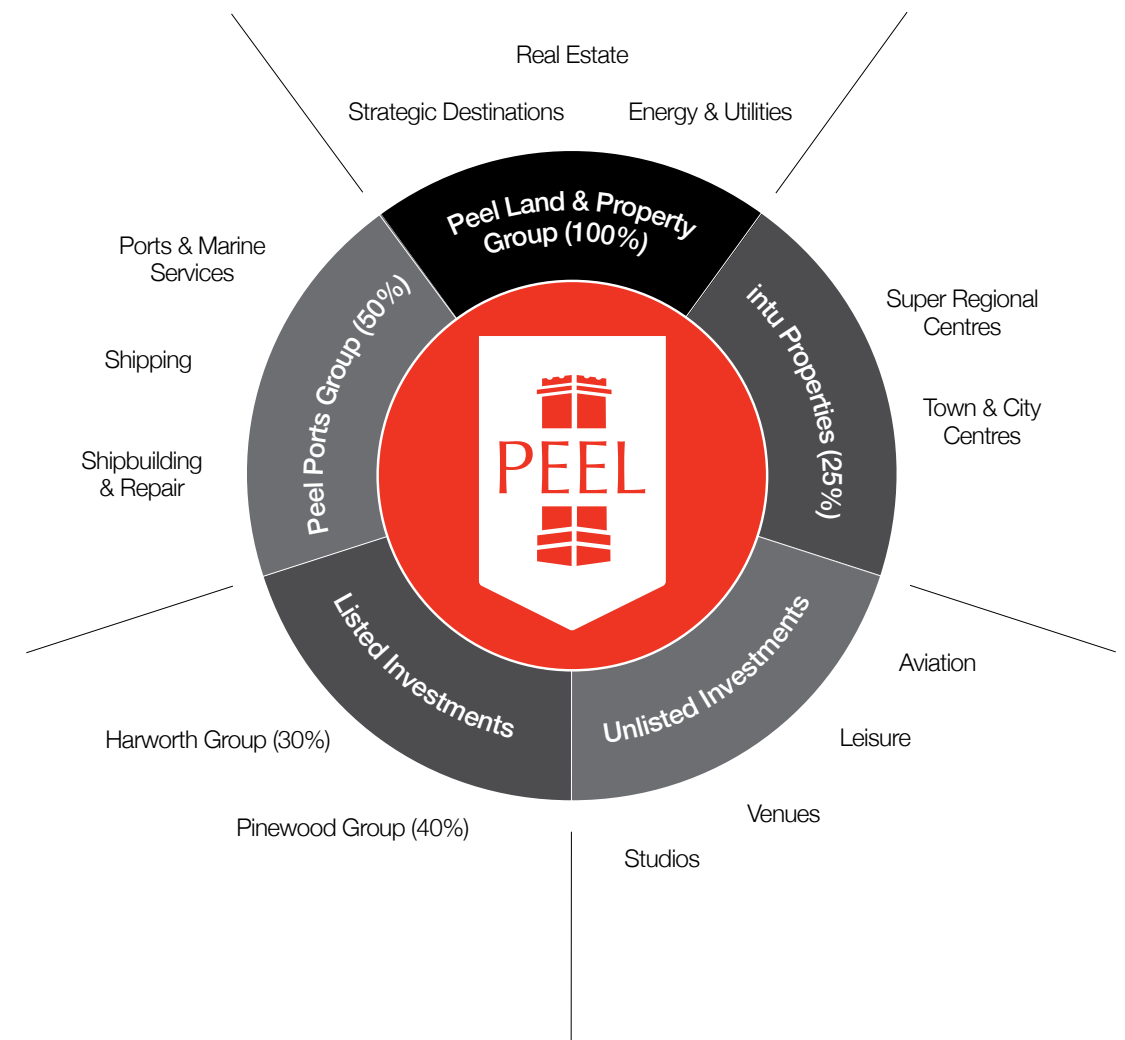 Real Estate
Strategic Destinations
Energy & Utilities
Peel Land & Property
Group (100%)
Ports & Marine
Services
Shipping
Shipbuilding
& Repair
Peel Ports Group (50%)
intu Properties (25%)
Super Regional
Centres
Town & City
Centres
PEEL
Listed Investments
Unlisted Investments
Harworth Group (30%)
Pinewood Group (40%)
Aviation
Leisure
Venues
Studios